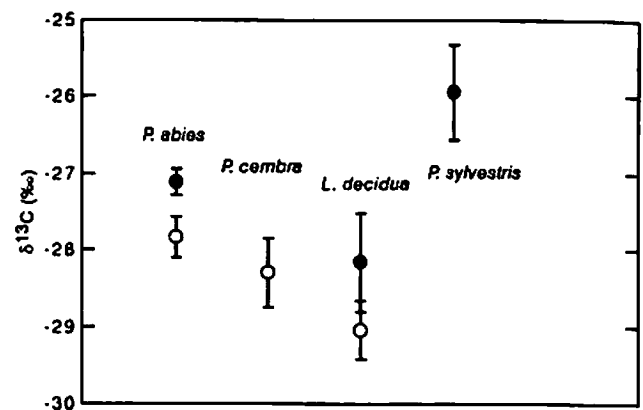 -25
-26
-27
-28
-29
-30
δ13C (‰)
P. abies
P. cembra
L. decidua
P. sylvestris